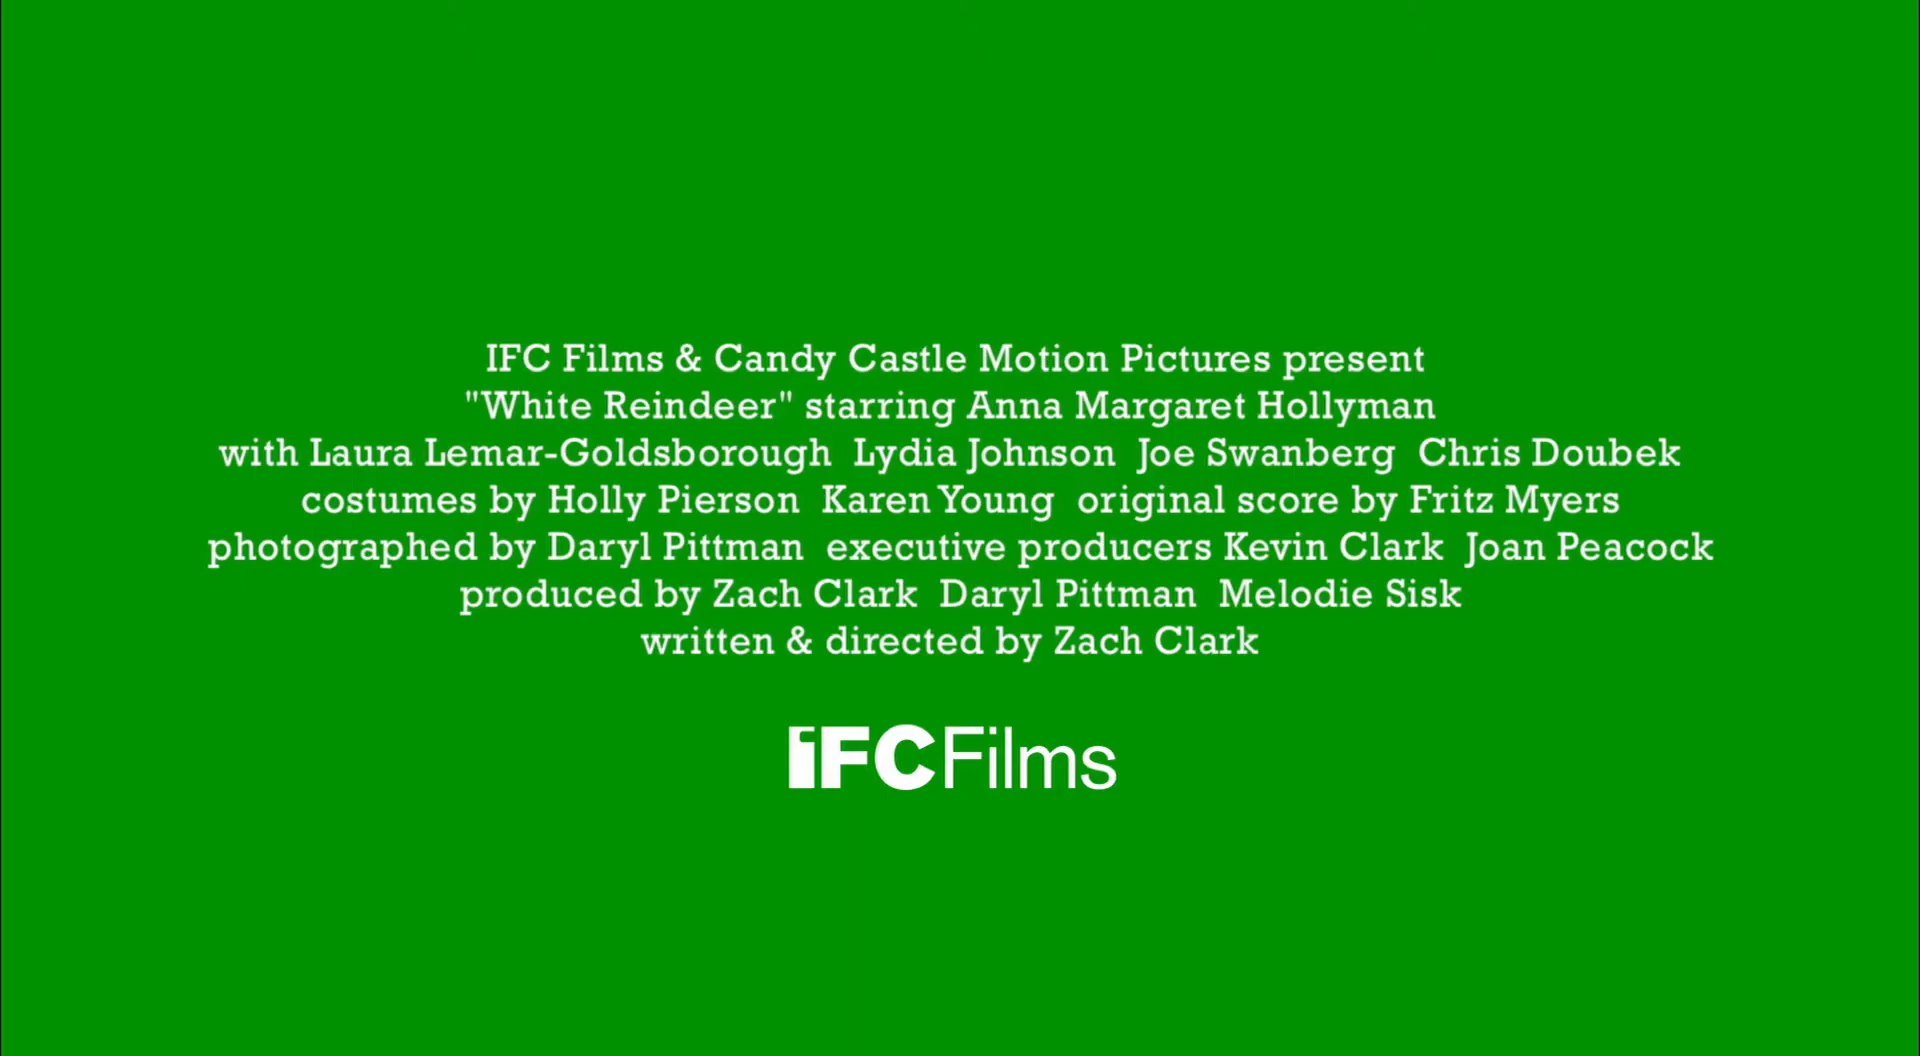 IFC Films & Candy Castle Motion Pictures present
"White Reindeer" starring Anna Margaret Hollyman
with Laura Lemar-Goldsborough  Lydia Johnson  Joe Swanberg  Chris Doubek
costumes by Holly Pierson  Karen Young  original score by Fritz Myers
photographed by Daryl Pittman  executive producers Kevin Clark  Joan Peacock
produced by Zach Clark  Daryl Pittman  Melodie Sisk
written & directed by Zach Clark
iFC Films